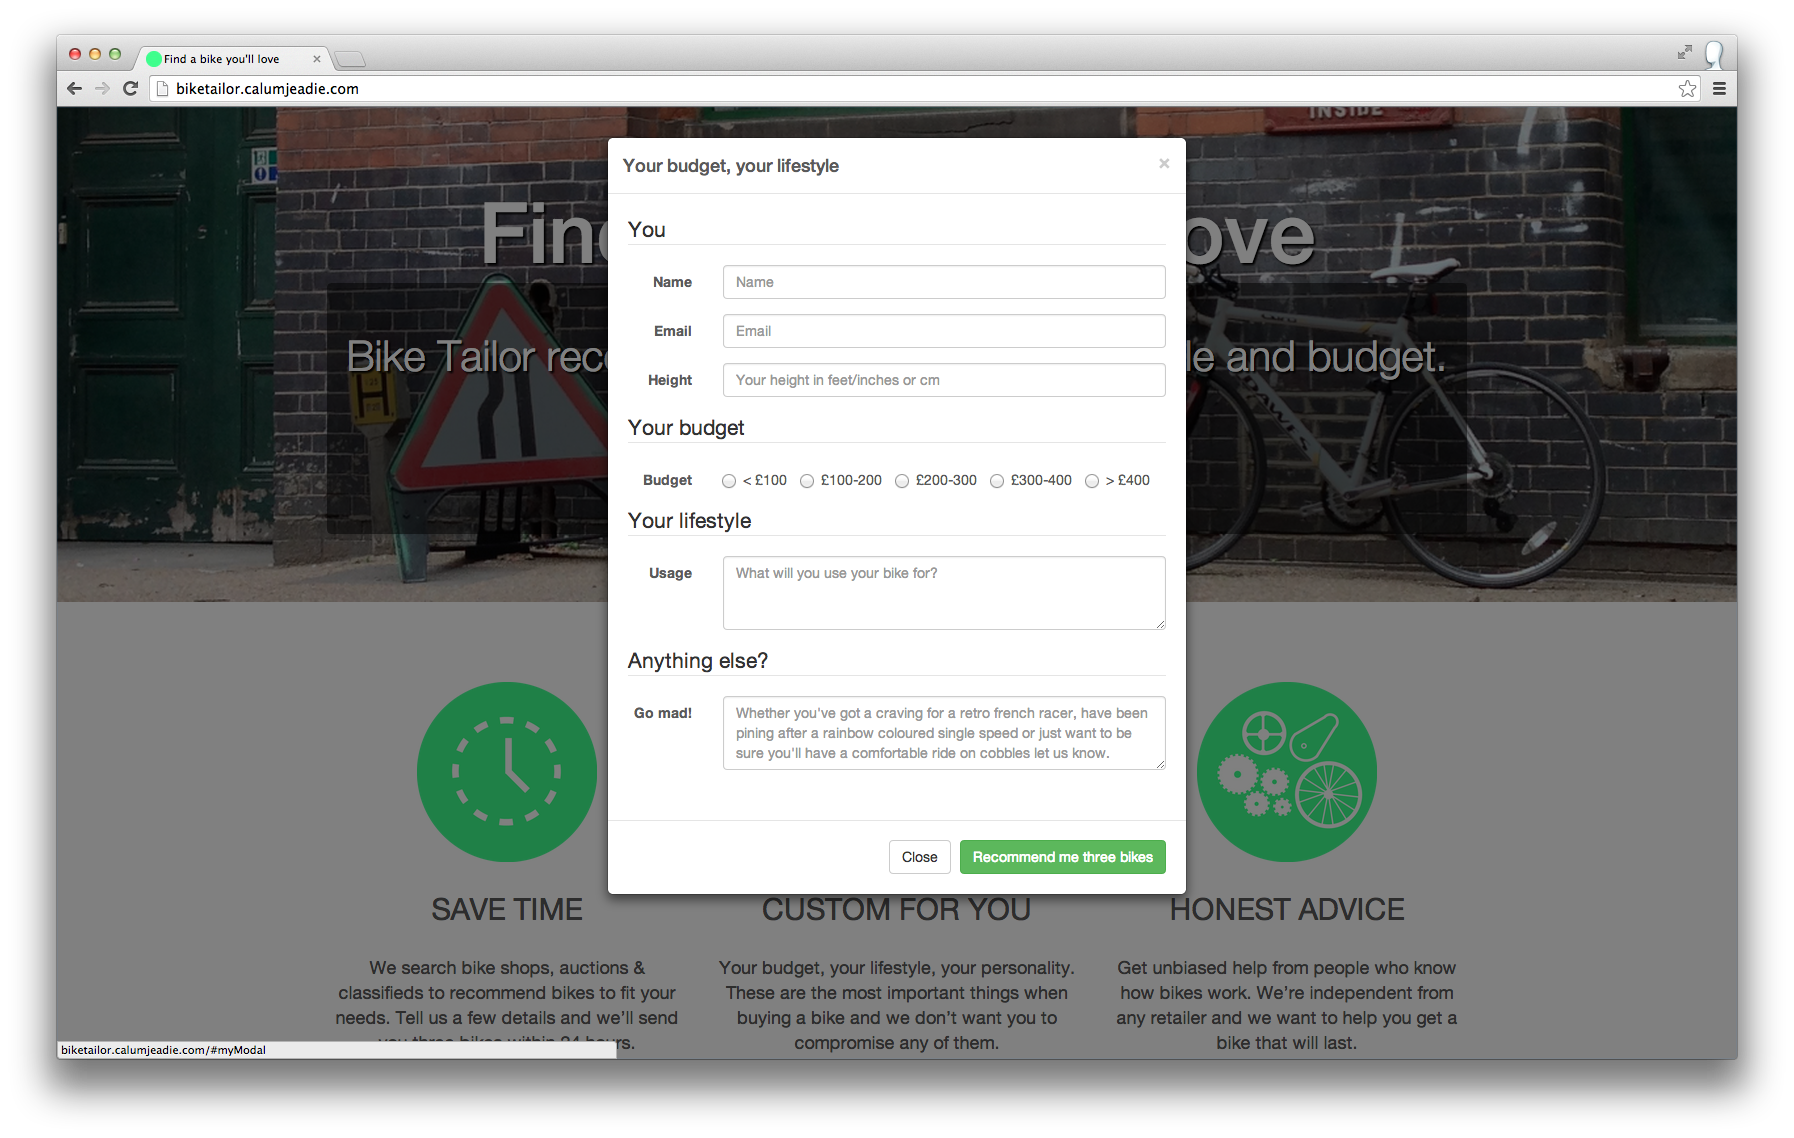 Find a bike you'll love
biketailor.calumjeadie.com
INSIDE
Your budget, your lifestyle
×
Find ove
Bike Tailor le and budget.
You
Name Name
Email Email
Height Your height in feet/inches or cm
Your budget
Budget < £100 £100-200 £200-300 £300-400 > £400
Your lifestyle
Usage What will you use your bike for?
Anything else?
Go mad! Whether you've got a craving for a retro french racer, have been
pining after a rainbow coloured single speed or just want to be
sure you'll have a comfortable ride on cobbles let us know.
Close Recommend me three bikes
SAVE TIME
We search bike shops, auctions &
classifieds to recommend bikes to fit your
needs. Tell us a few details and we'll send
you three bikes within 24 hours.
CUSTOM FOR YOU
Your budget, your lifestyle, your personality.
These are the most important things when
buying a bike and we don't want you to
compromise any of them.
HONEST ADVICE
Get unbiased help from people who know
how bikes work. We're independent from
any retailer and we want to help you get a
bike that will last.
biketailor.calumjeadie.com/#myModal